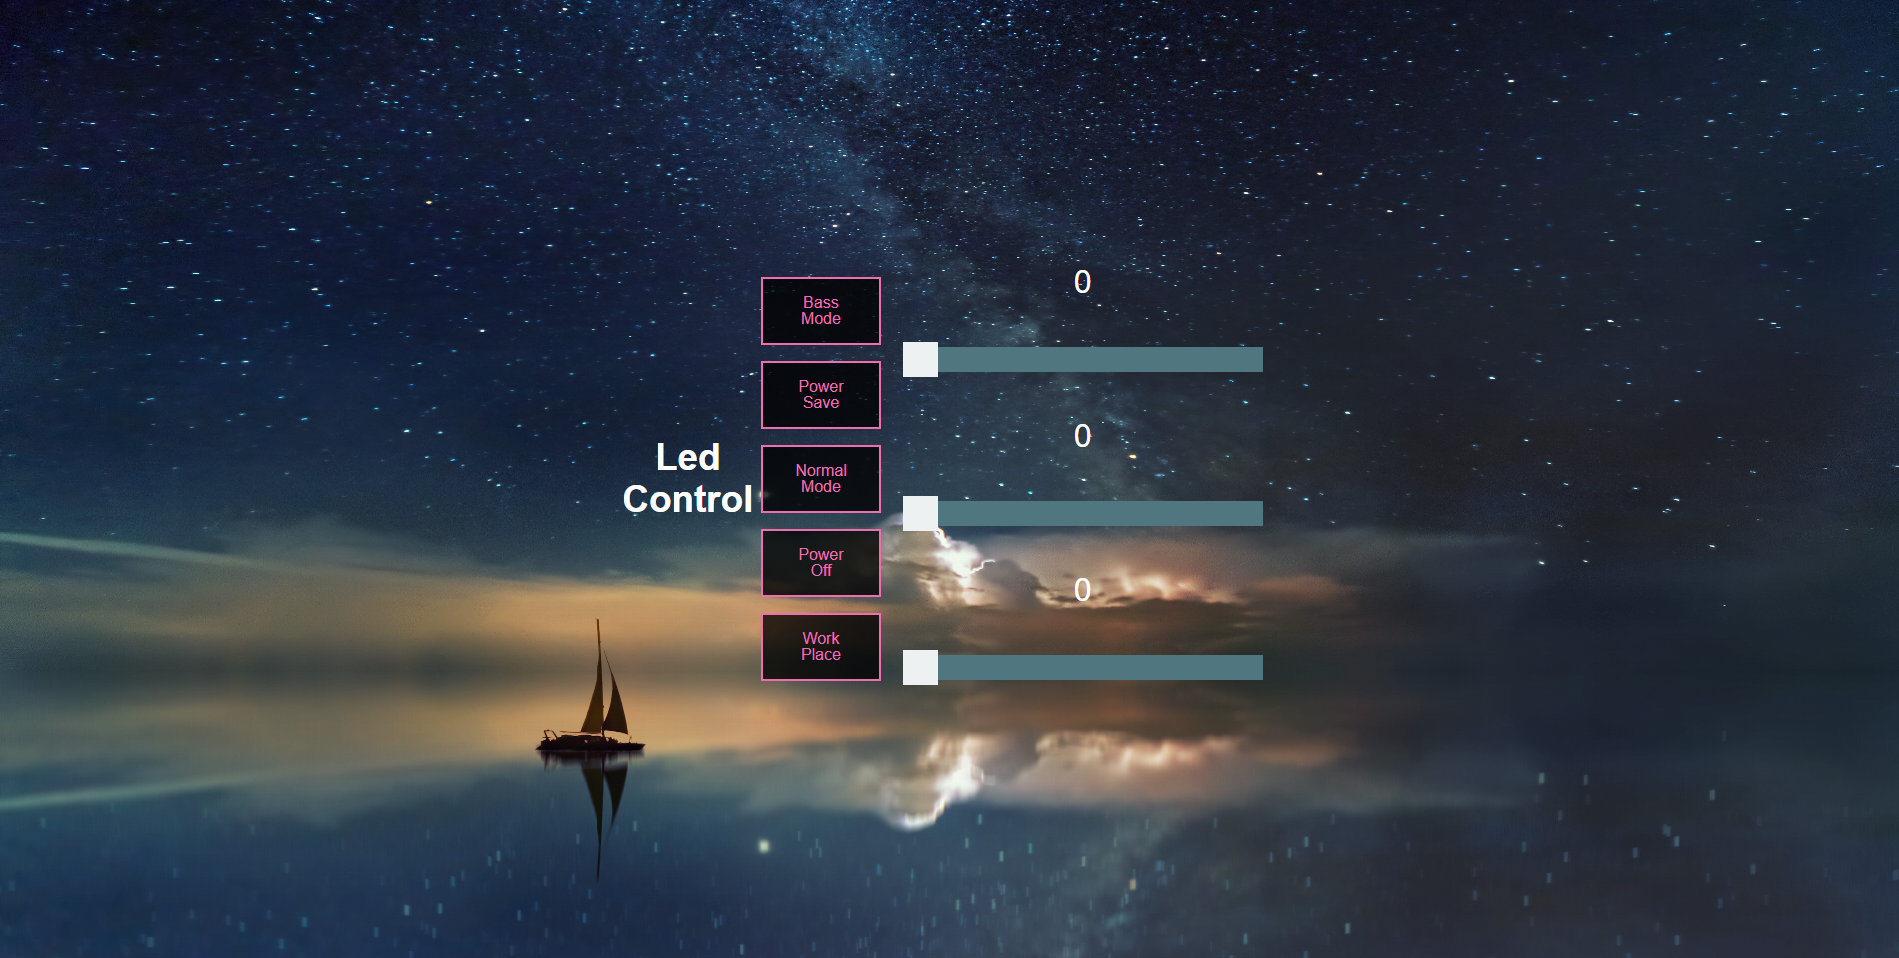 Led
Control
Bass
Mode
Power
Save
Normal
Mode
Power
Off
Work
Place
0
0
0